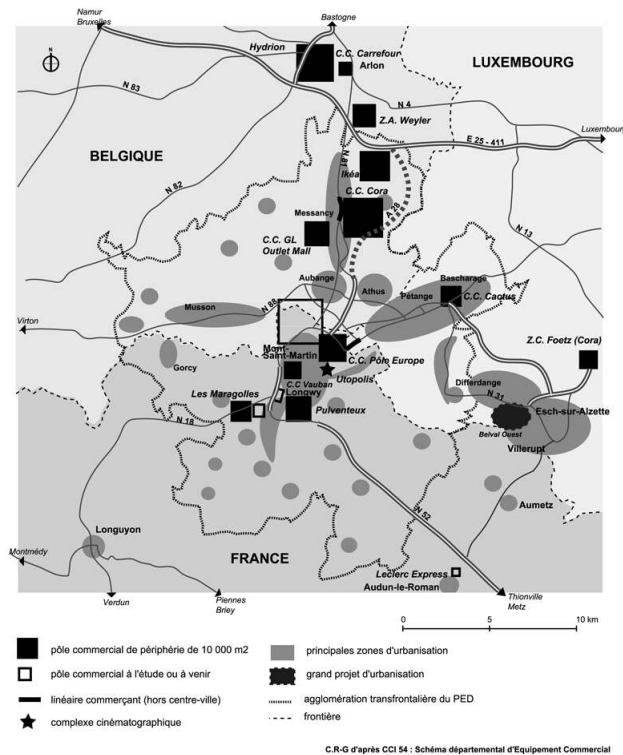 Namur
Bruxelles
Bastogne
Hydrion
C.C. Carrefour
Arlon
LUXEMBOURG
N 83
N 4
Z.A. Weyler
Luxembourg
E 25 - 411
BELGIQUE
N 81
Ikéa
N 82
C.C. Cora
A 28
Messancy
C.C. GL
Outlet Mall
N 13
Aubange
Athus
Bascharage
Pétange
C.C. Cactus
Musson
N 88
Virton
Z.C. Foetz (Cora)
Mont-
Saint-Martin
C.C. Pôle Europe
Gorcy
C.C Vauban
Utopolis
Differdange
Longwy
Les Maragolles
N 31
Esch-sur-Alzette
Pulventeux
N 18
Belval Ouest
Villerupt
Aumetz
N 52
Longuyon
Montmédy
FRANCE
Leclerc Express
Audun-le-Roman
Verdun
Piennes
Briey
Thionville
Metz
0 5 10 km
pôle commercial de périphérie de 10 000 m2
principales zones d'urbanisation
pôle commercial à l'étude ou à venir
grand projet d'urbanisation
linéaire commerçant (hors centre-ville)
agglomération transfrontalière du PED
complexe cinématographique
frontière
C.R-G d'après CCI 54 : Schéma départemental d'Equipement Commercial